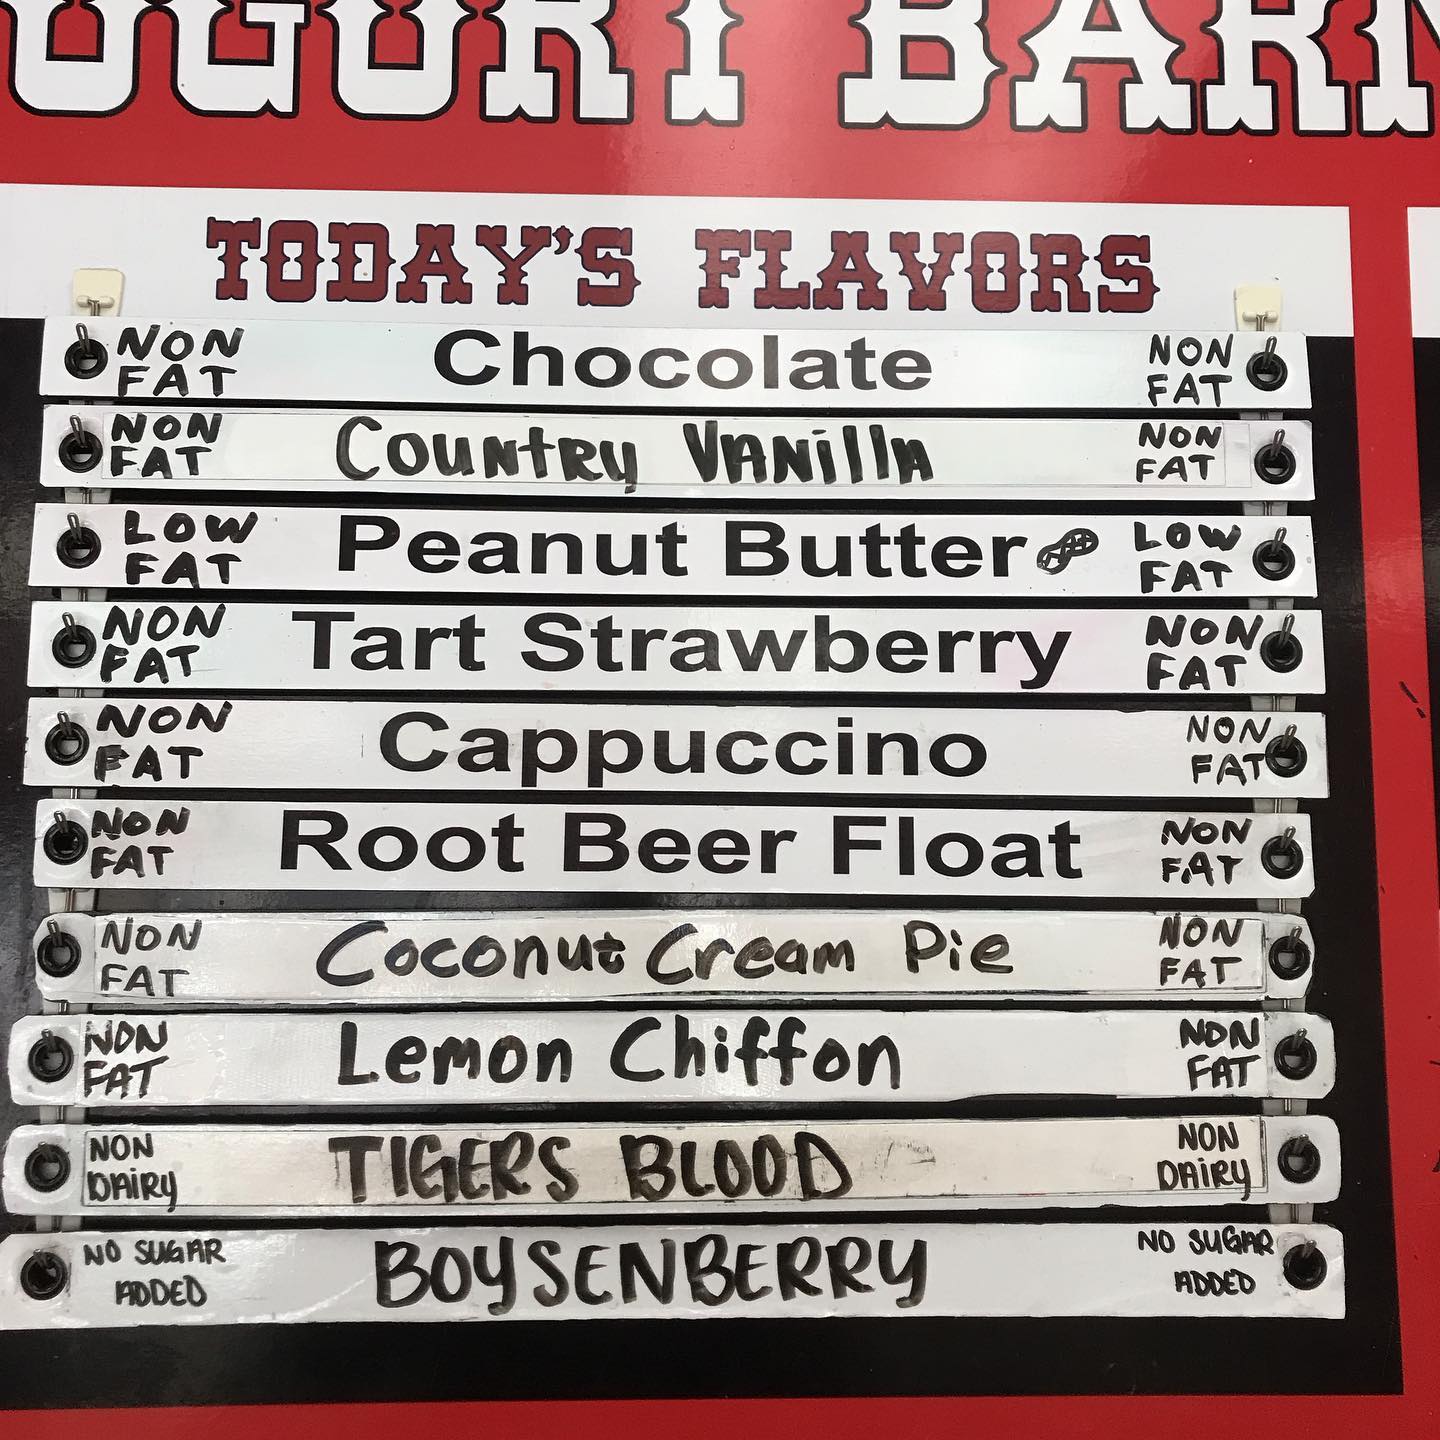 OGURT BARN
TODAY'S FLAVORS
NON FAT Chocolate NON FAT
NON FAT Country Vanilla NON FAT
LOW FAT Peanut Butter LOW FAT
NON FAT Tart Strawberry NON FAT
NON FAT Cappuccino NON FAT
NON FAT Root Beer Float NON FAT
NON FAT Coconut Cream Pie NON FAT
NON FAT Lemon Chiffon NON FAT
NON DAIRY TIGERS BLOOD NON DAIRY
NO SUGAR ADDED BOYSENBERRY NO SUGAR ADDED